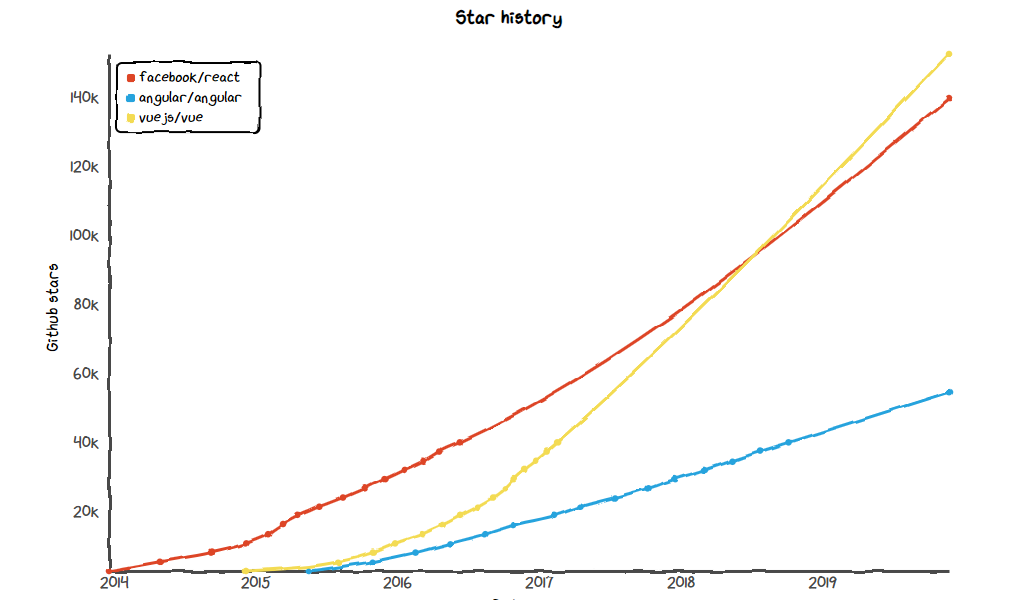 Star history
facebook/react
angular/angular
vuejs/vue
140k
120k
100k
80k
60k
40k
20k
Github stars
2014
2015
2016
2017
2018
2019